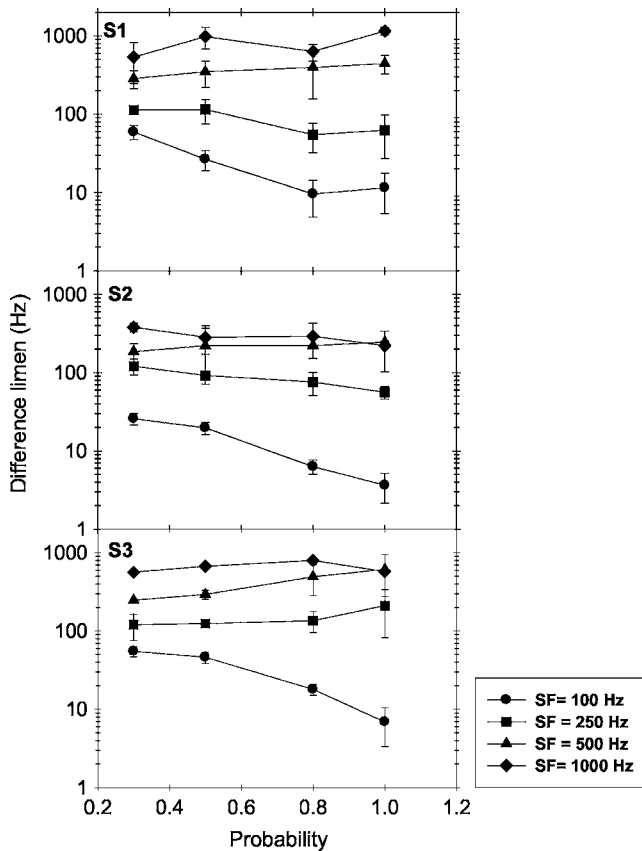 S1
1000
100
10
1
S2
1000
100
10
1
S3
1000
100
10
1
0.2 0.4 0.6 0.8 1.0 1.2
Difference limen (Hz)
Probability
SF= 100 Hz
SF = 250 Hz
SF = 500 Hz
SF= 1000 Hz